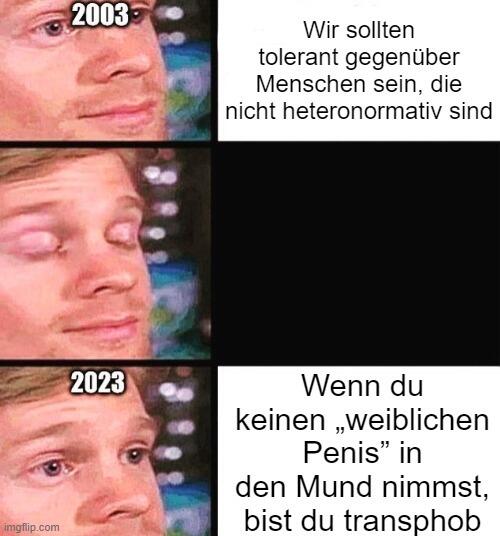 2003
Wir sollten
tolerant gegenüber
Menschen sein, die
nicht heteronormativ sind
2023
Wenn du
keinen „weiblichen
Penis” in
den Mund nimmst,
bist du transphob
imgflip.com